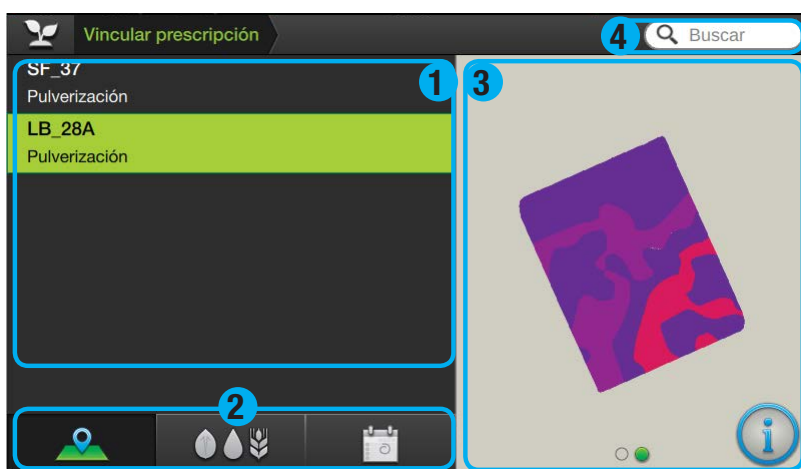 Vincular prescripción
4
Buscar
SF_37
1
3
Pulverización
LB_28A
Pulverización
2
i